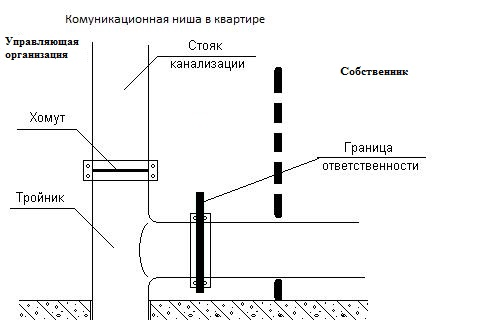 Комуникационная ниша в квартире
Управляющая
организация
Стояк
канализации
Собственник
Хомут
Граница
ответственности
Тройник